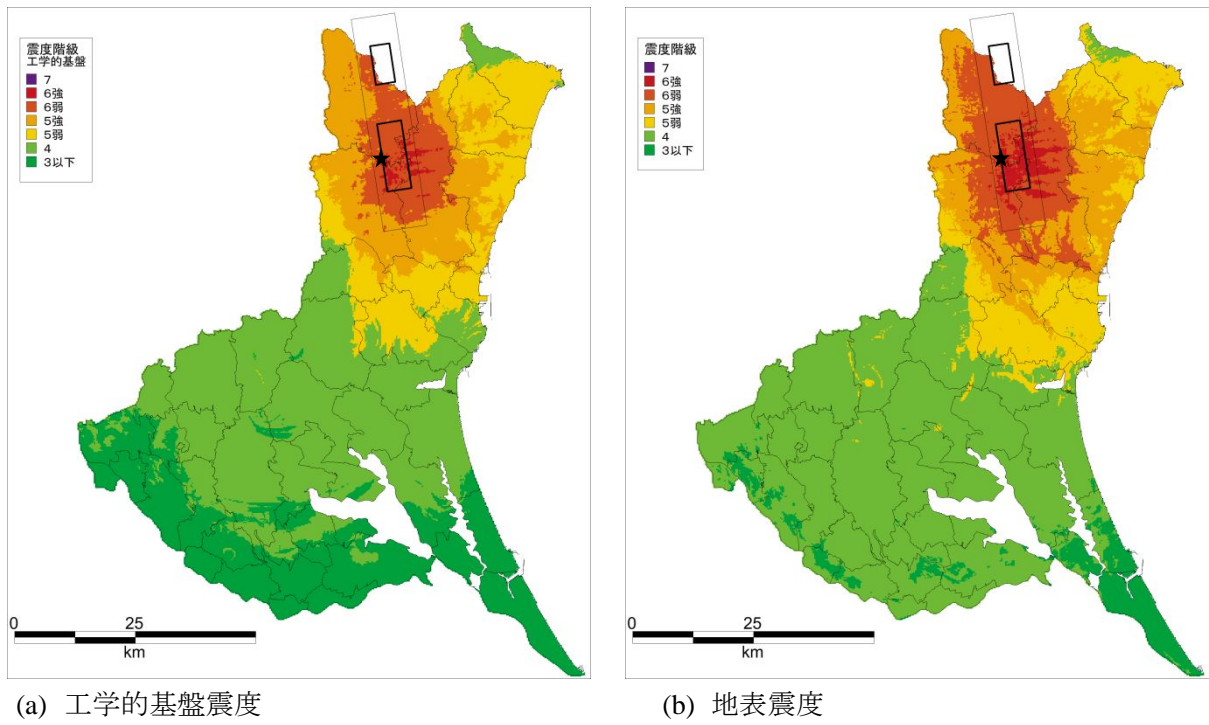 震度階級
工学的基盤
7
6強
6弱
5強
5弱
4
3以下
0 25
km
(a) 工学的基盤震度
震度階級
7
6強
6弱
5強
5弱
4
3以下
0 25
km
(b) 地表震度